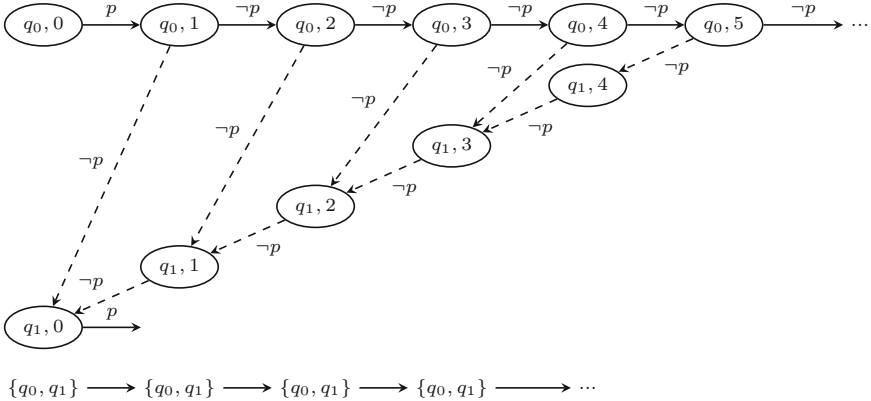 p ¬p ¬p ¬p ¬p ¬p
q₀, 0 q₀, 1 q₀, 2 q₀, 3 q₀, 4 q₀, 5 ...
¬p ¬p
q₁, 4
¬p ¬p
¬p q₁, 3
¬p ¬p
q₁, 2
¬p
q₁, 1
¬p
p
q₁, 0
{q₀, q₁} {q₀, q₁} {q₀, q₁} {q₀, q₁} ...